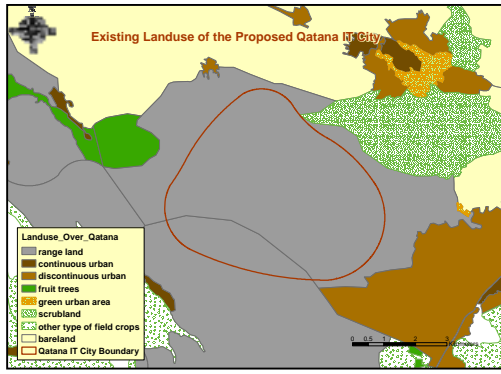 Existing Landuse of the Proposed Qatana IT City
Landuse_Over_Qatana
range land
continuous urban
discontinuous urban
fruit trees
green urban area
scrubland
other type of field crops
bareland
Qatana IT City Boundary
0 0.5 1 2 3